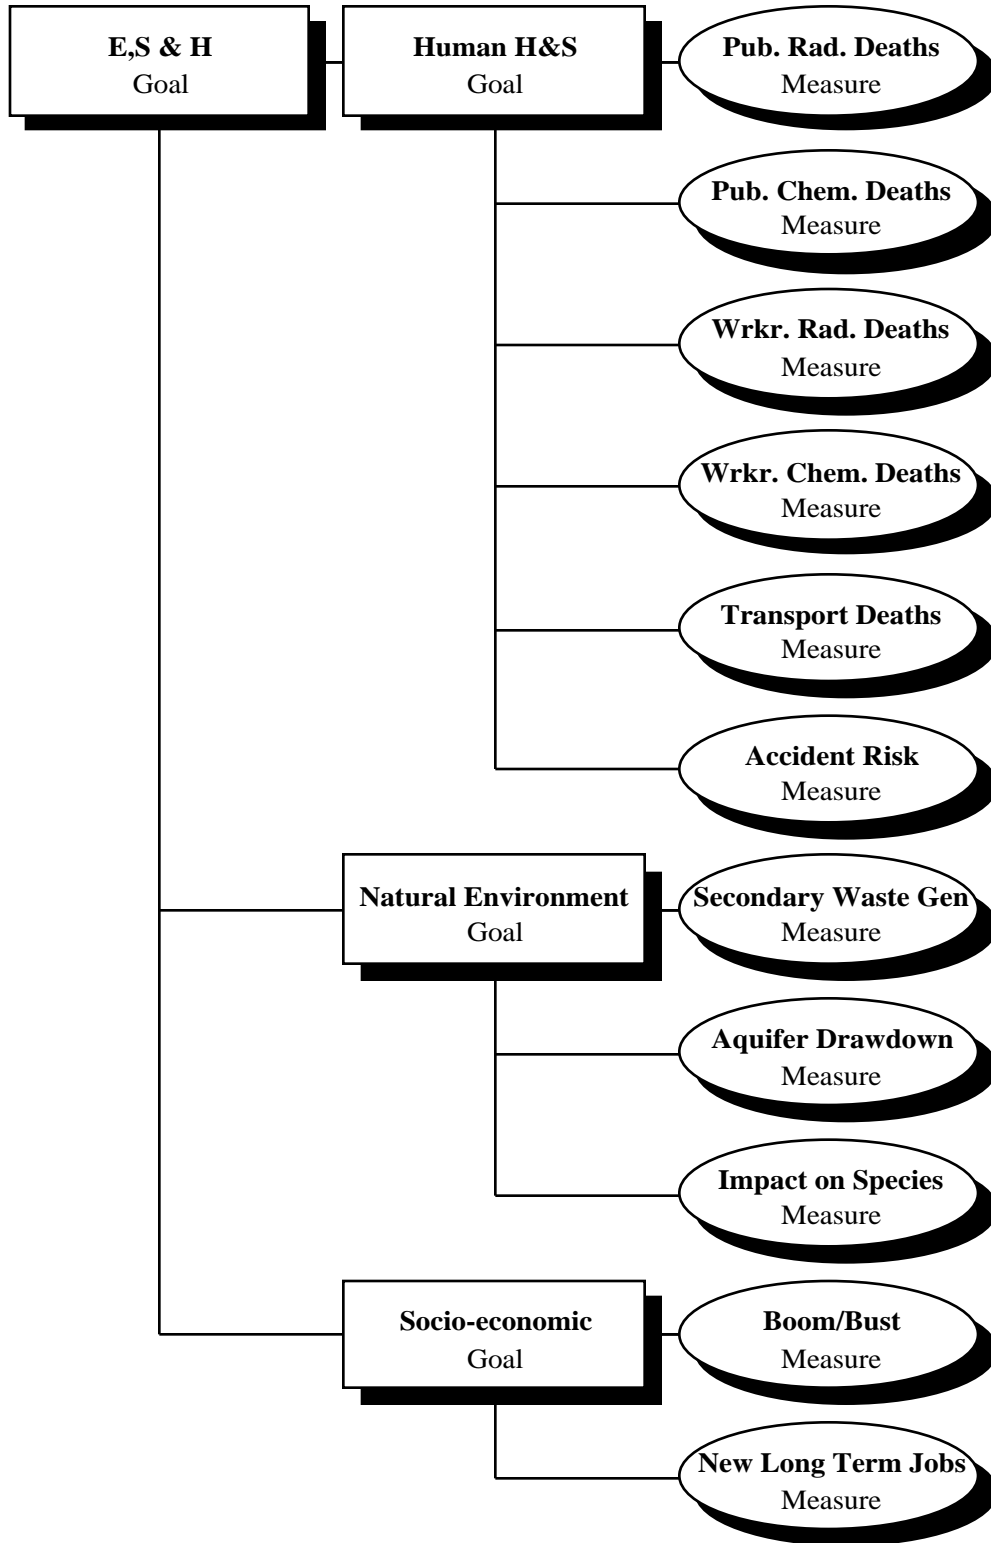 E,S & H
Goal
Human H&S
Goal
Pub. Rad. Deaths
Measure
Pub. Chem. Deaths
Measure
Wrkr. Rad. Deaths
Measure
Wrkr. Chem. Deaths
Measure
Transport Deaths
Measure
Accident Risk
Measure
Natural Environment
Goal
Secondary Waste Gen
Measure
Aquifer Drawdown
Measure
Impact on Species
Measure
Socio-economic
Goal
Boom/Bust
Measure
New Long Term Jobs
Measure